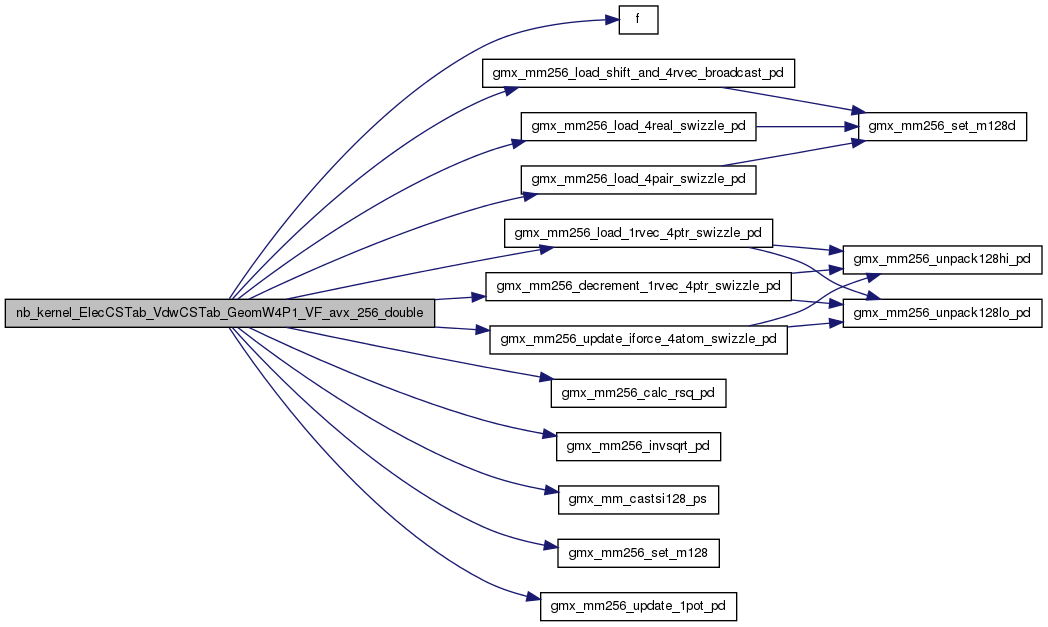 f
gmx_mm256_load_shift_and_4rvec_broadcast_pd
gmx_mm256_load_4real_swizzle_pd
gmx_mm256_set_m128d
gmx_mm256_load_4pair_swizzle_pd
gmx_mm256_load_1rvec_4ptr_swizzle_pd
gmx_mm256_unpack128hi_pd
gmx_mm256_decrement_1rvec_4ptr_swizzle_pd
nb_kernel_ElecCSTab_VdwCSTab_GeomW4P1_VF_avx_256_double
gmx_mm256_unpack128lo_pd
gmx_mm256_update_iforce_4atom_swizzle_pd
gmx_mm256_calc_rsq_pd
gmx_mm256_invsqrt_pd
gmx_mm_castsi128_ps
gmx_mm256_set_m128
gmx_mm256_update_1pot_pd